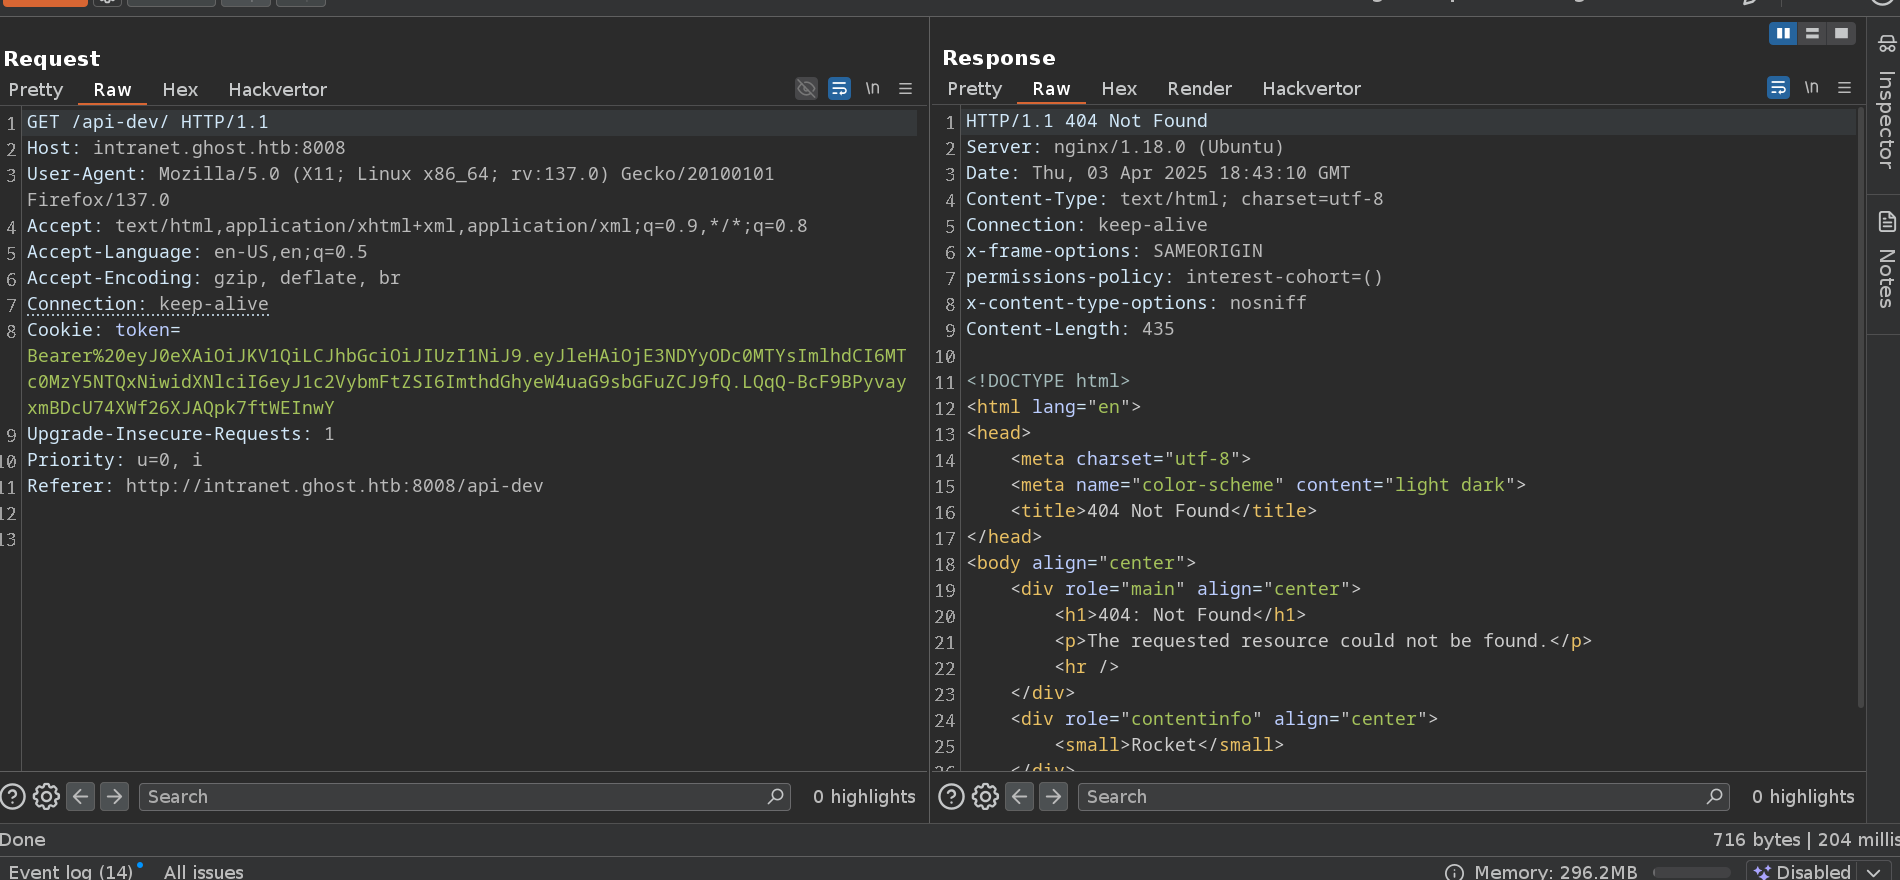 Request
Pretty Raw Hex Hackvertor \n
1 GET /api-dev/ HTTP/1.1
2 Host: intranet.ghost.htb:8008
3 User-Agent: Mozilla/5.0 (X11; Linux x86_64; rv:137.0) Gecko/20100101
Firefox/137.0
4 Accept: text/html,application/xhtml+xml,application/xml;q=0.9,*/*;q=0.8
5 Accept-Language: en-US,en;q=0.5
6 Accept-Encoding: gzip, deflate, br
7 Connection: keep-alive
8 Cookie: token=
Bearer%20eyJ0eXAiOiJKV1QiLCJhbGciOiJIUzI1NiJ9.eyJleHAiOjE3NDYyODc0MTYsImlhdCI6MT
c0MzY5NTQxNiwidXNlciI6eyJ1c2VybmFtZSI6ImthdGhyeW4uaG9sbGFuZCJ9fQ.LQqQ-BcF9BPyvay
xmBDcU74XWf26XJAQpk7ftWEInwY
9 Upgrade-Insecure-Requests: 1
10 Priority: u=0, i
11 Referer: http://intranet.ghost.htb:8008/api-dev
12
13
Search 0 highlights
Response
Pretty Raw Hex Render Hackvertor \n
1 HTTP/1.1 404 Not Found
2 Server: nginx/1.18.0 (Ubuntu)
3 Date: Thu, 03 Apr 2025 18:43:10 GMT
4 Content-Type: text/html; charset=utf-8
5 Connection: keep-alive
6 x-frame-options: SAMEORIGIN
7 permissions-policy: interest-cohort=()
8 x-content-type-options: nosniff
9 Content-Length: 435
10
11 <!DOCTYPE html>
12 <html lang="en">
13 <head>
14 <meta charset="utf-8">
15 <meta name="color-scheme" content="light dark">
16 <title>404 Not Found</title>
17 </head>
18 <body align="center">
19 <div role="main" align="center">
20 <h1>404: Not Found</h1>
21 <p>The requested resource could not be found.</p>
22 <hr />
23 </div>
24 <div role="contentinfo" align="center">
25 <small>Rocket</small>
26 </div>
Search 0 highlights
Inspector
Notes
Done
716 bytes | 204 millis
Event log (14) All issues
Memory: 296.2MB Disabled